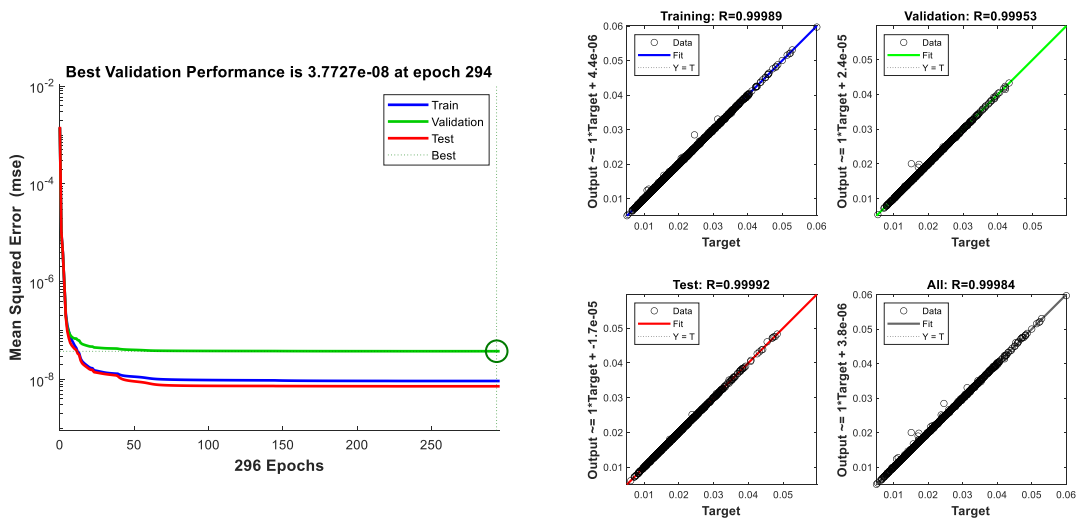 Best Validation Performance is 3.7727e-08 at epoch 294
Mean Squared Error (mse)
10-2
10-4
10-6
10-8
0
50
100
150
200
250
296 Epochs
Train
Validation
Test
Best
Training: R=0.99989
Output ~= 1*Target + 4.4e-06
0.06
0.05
0.04
0.03
0.02
0.01
Data
Fit
Y = T
0.01 0.02 0.03 0.04 0.05 0.06
Target
Validation: R=0.99953
Output ~= 1*Target + 2.4e-05
0.05
0.04
0.03
0.02
0.01
Data
Fit
Y = T
0.01 0.02 0.03 0.04 0.05
Target
Test: R=0.99992
Output ~= 1*Target + -1.7e-05
0.05
0.04
0.03
0.02
0.01
Data
Fit
Y = T
0.01 0.02 0.03 0.04 0.05
Target
All: R=0.99984
Output ~= 1*Target + 3.8e-06
0.06
0.05
0.04
0.03
0.02
0.01
Data
Fit
Y = T
0.01 0.02 0.03 0.04 0.05 0.06
Target